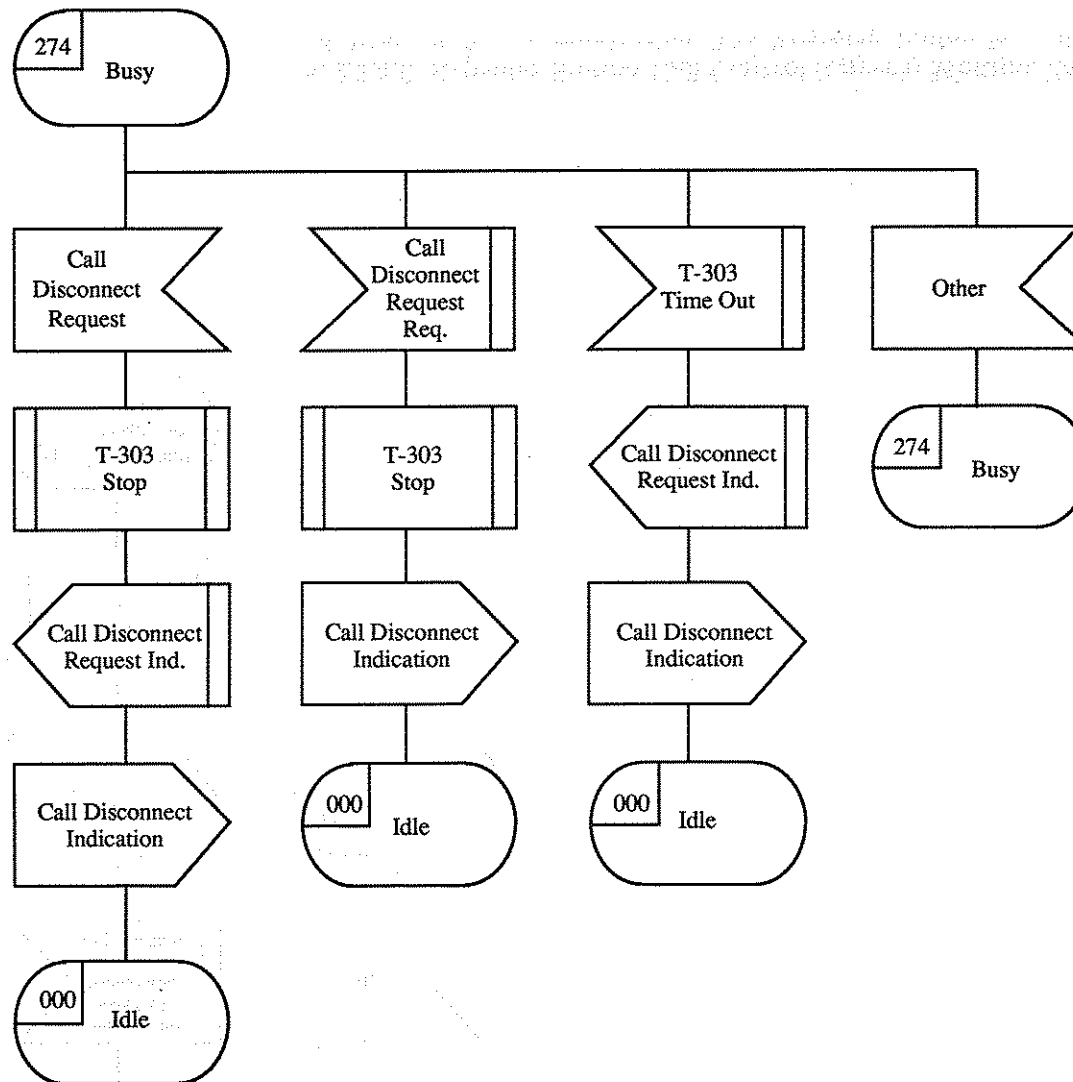 274
Busy
Call
Disconnect
Request
Call
Disconnect
Request
Req.
T-303
Time Out
Other
T-303
Stop
T-303
Stop
Call Disconnect
Request Ind.
274
Busy
Call Disconnect
Request Ind.
Call Disconnect
Indication
Call Disconnect
Indication
Call Disconnect
Indication
000
Idle
000
Idle
000
Idle